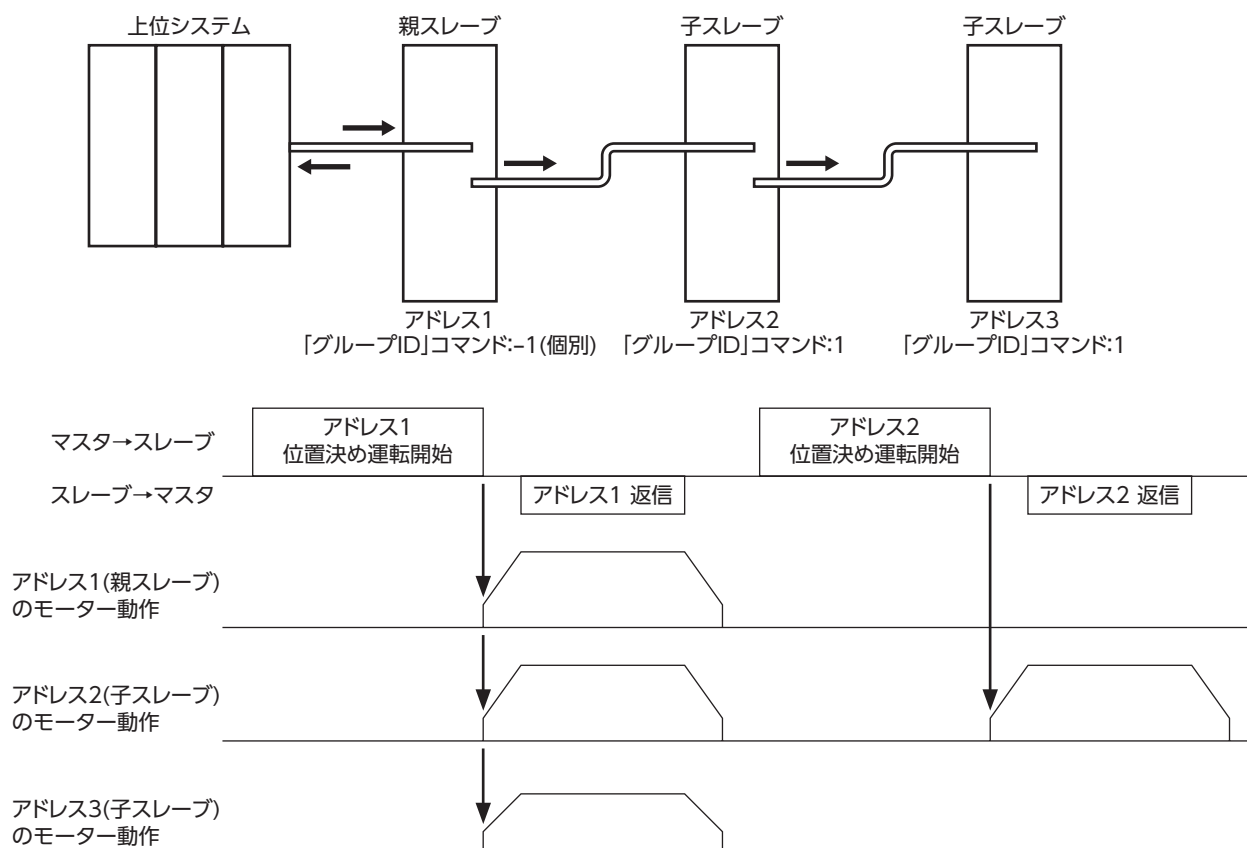 上位システム
親スレーブ
子スレーブ
子スレーブ
アドレス1
「グループID」コマンド:–1(個別)
アドレス2
「グループID」コマンド:1
アドレス3
「グループID」コマンド:1
マスタ→スレーブ
アドレス1
位置決め運転開始
アドレス2
位置決め運転開始
スレーブ→マスタ
アドレス1 返信
アドレス2 返信
アドレス1(親スレーブ)
のモーター動作
アドレス2(子スレーブ)
のモーター動作
アドレス3(子スレーブ)
のモーター動作